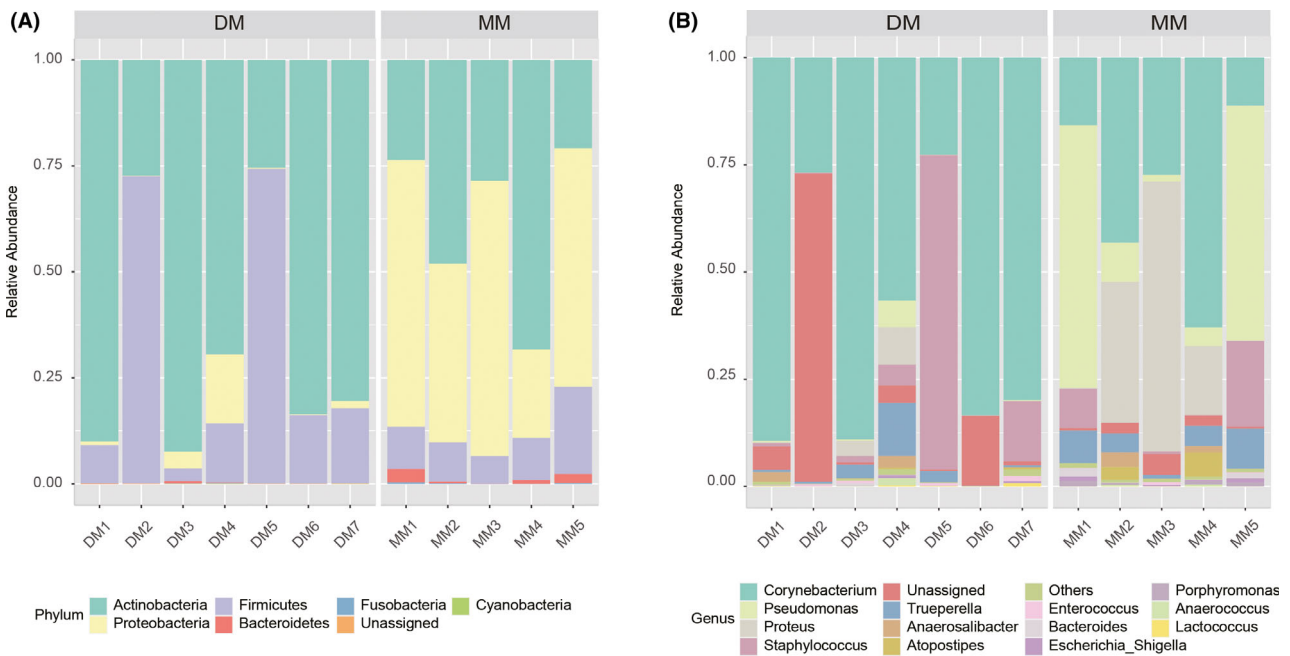 (A)
DM MM
1.00
0.75
0.50
0.25
0.00
Relative Abundance
DM1 DM2 DM3 DM4 DM5 DM6 DM7 MM1 MM2 MM3 MM4 MM5
Phylum
Actinobacteria Firmicutes Fusobacteria Cyanobacteria
Proteobacteria Bacteroidetes Unassigned
(B)
DM MM
1.00
0.75
0.50
0.25
0.00
Relative Abundance
DM1 DM2 DM3 DM4 DM5 DM6 DM7 MM1 MM2 MM3 MM4 MM5
Genus
Corynebacterium Unassigned Others Porphyromonas
Pseudomonas Trueperella Enterococcus Anaerococcus
Proteus Anaerosalibacter Bacteroides Lactococcus
Staphylococcus Atopostipes Escherichia_Shigella